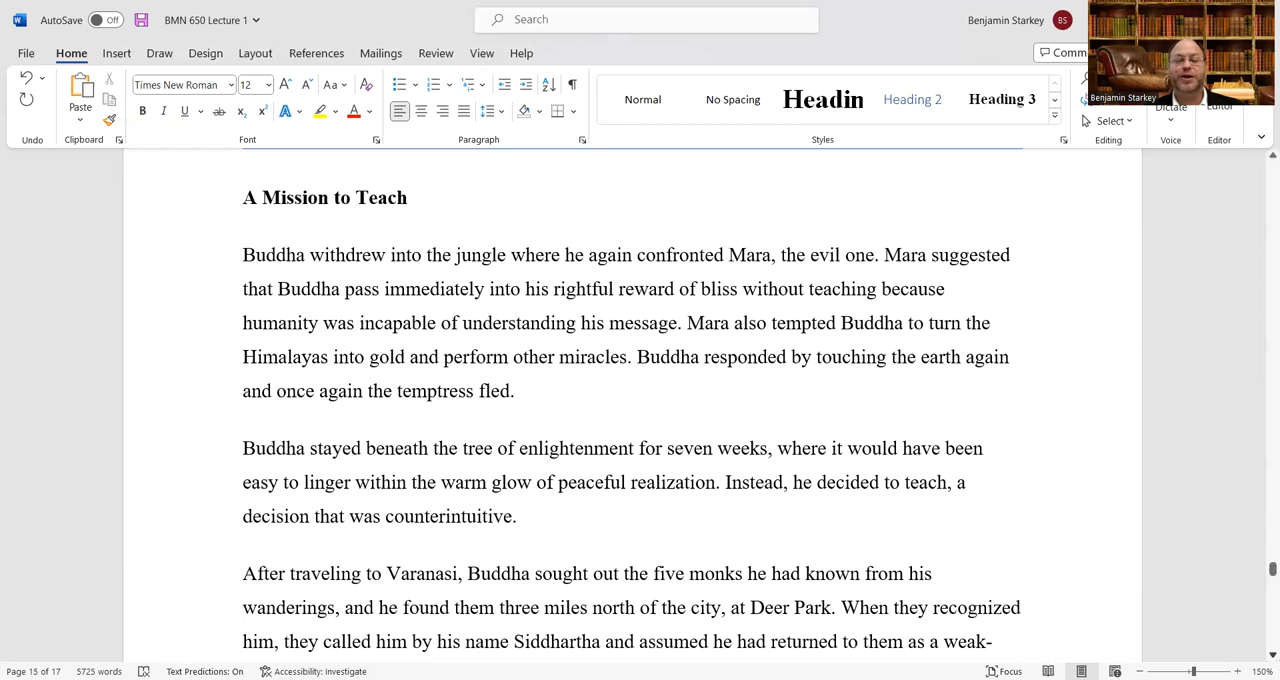 AutoSave Off BMN 650 Lecture 1 Search Benjamin Starkey BS
File Home Insert Draw Design Layout References Mailings Review View Help
Times New Roman 12 Aa
Paste
B I U ab x₂ x² A A
Normal No Spacing Heading 2 Heading 3
Benjamin Starkey
Dictate Editor
Select
Undo Clipboard Font Paragraph Styles Editing Voice Editor
A Mission to Teach
Buddha withdrew into the jungle where he again confronted Mara, the evil one. Mara suggested
that Buddha pass immediately into his rightful reward of bliss without teaching because
humanity was incapable of understanding his message. Mara also tempted Buddha to turn the
Himalayas into gold and perform other miracles. Buddha responded by touching the earth again
and once again the temptress fled.
Buddha stayed beneath the tree of enlightenment for seven weeks, where it would have been
easy to linger within the warm glow of peaceful realization. Instead, he decided to teach, a
decision that was counterintuitive.
After traveling to Varanasi, Buddha sought out the five monks he had known from his
wanderings, and he found them three miles north of the city, at Deer Park. When they recognized
him, they called him by his name Siddhartha and assumed he had returned to them as a weak-
Page 15 of 17 5725 words Text Predictions: On Accessibility: Investigate Focus 150%